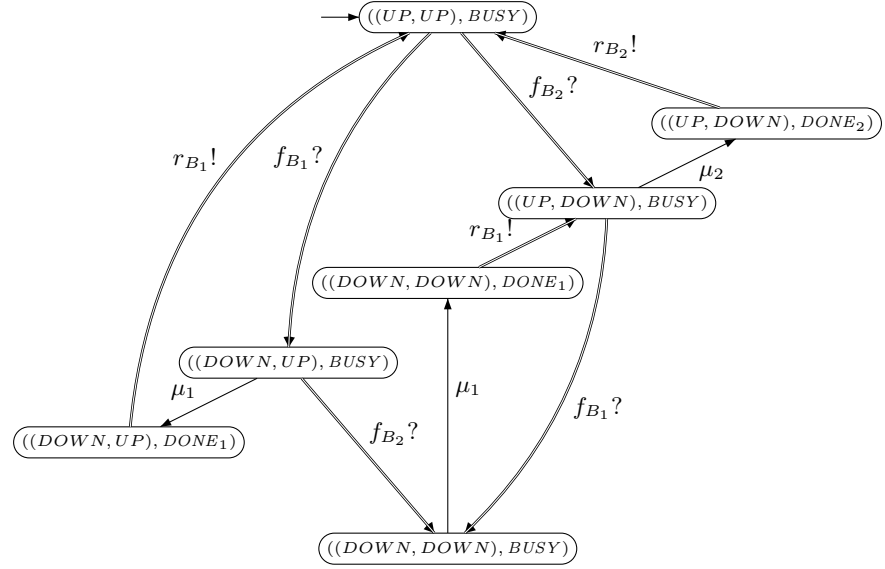 ((UP, UP), BUSY)
r_{B_2}!
f_{B_2}?
((UP, DOWN), DONE_2)
r_{B_1}!
f_{B_1}?
μ_2
((UP, DOWN), BUSY)
r_{B_1}!
((DOWN, DOWN), DONE_1)
((DOWN, UP), BUSY)
μ_1
μ_1
f_{B_1}?
f_{B_2}?
((DOWN, UP), DONE_1)
((DOWN, DOWN), BUSY)